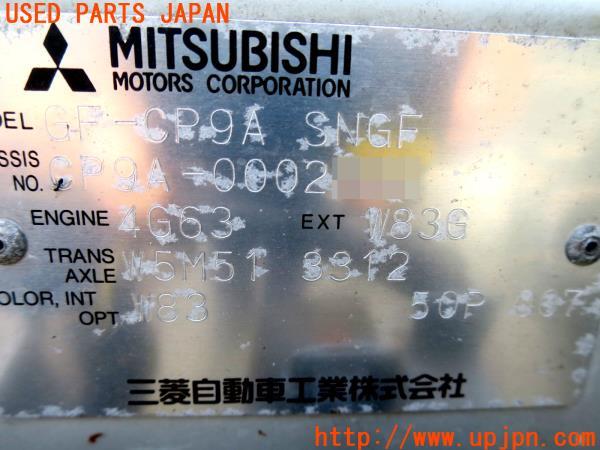 USED PARTS JAPAN
MITSUBISHI
MOTORS CORPORATION
DEL GF-CP9A SNGF
SSIS
NO. CP9A-0002
ENGINE 4G63 EXT W83G
TRANS
AXLE W5M51 3312
OLOR, INT
OPT W83 50P 807
三菱自動車工業株式会社
http://www.upjpn.com/